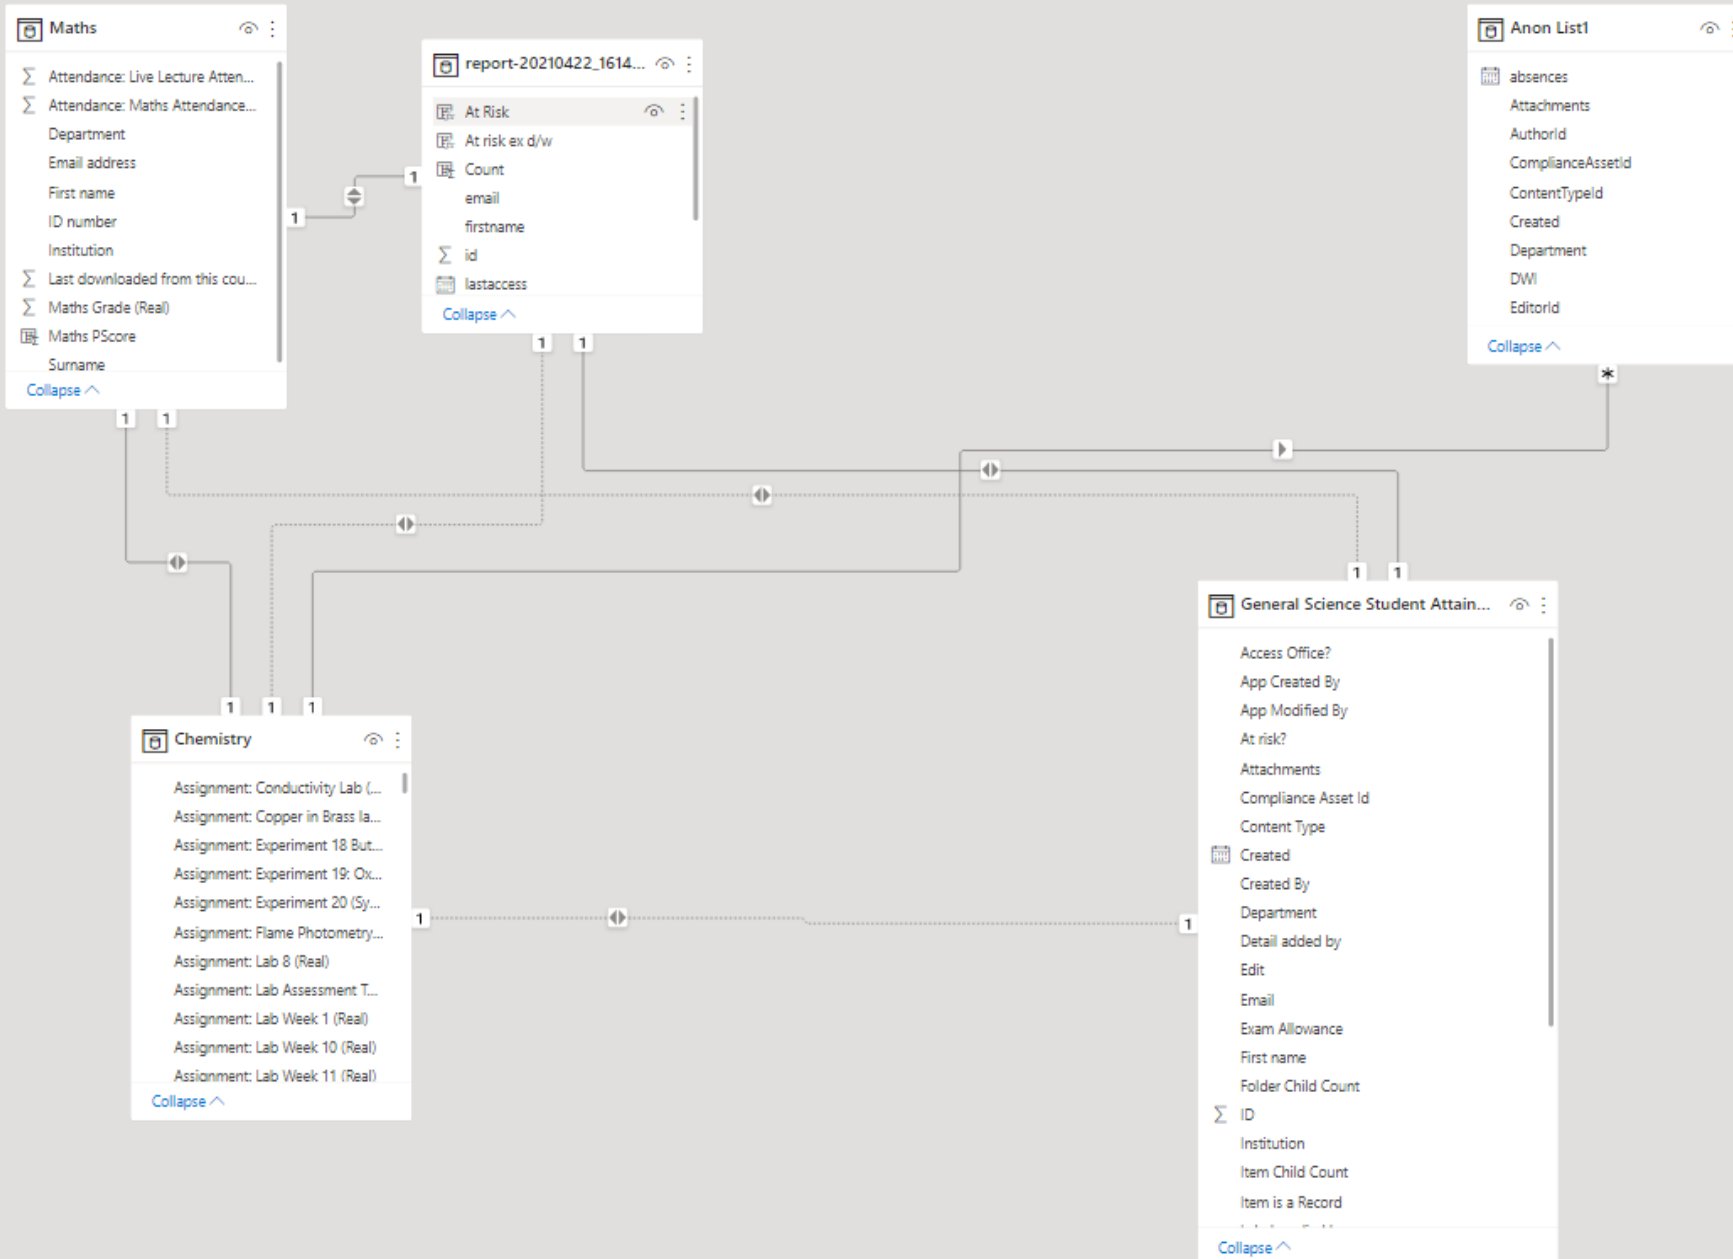 Maths
Attendance: Live Lecture Atten...
Attendance: Maths Attendance...
Department
Email address
First name
ID number
Institution
Last downloaded from this cou...
Maths Grade (Real)
Maths PScore
Surname
Collapse
report-20210422_1614...
At Risk
At risk ex d/w
Count
email
firstname
id
lastaccess
Collapse
Anon List1
absences
Attachments
AuthorId
ComplianceAssetId
ContentTypeId
Created
Department
DWI
EditorId
Collapse
1
1
1
1
1
1
*
1
1
1
1
1
1
1
Chemistry
Assignment: Conductivity Lab (...
Assignment: Copper in Brass la...
Assignment: Experiment 18 But...
Assignment: Experiment 19: Ox...
Assignment: Experiment 20 (Sy...
Assignment: Flame Photometry...
Assignment: Lab 8 (Real)
Assignment: Lab Assessment T...
Assignment: Lab Week 1 (Real)
Assignment: Lab Week 10 (Real)
Assignment: Lab Week 11 (Real)
Collapse
General Science Student Attain...
Access Office?
App Created By
App Modified By
At risk?
Attachments
Compliance Asset Id
Content Type
Created
Created By
Department
Detail added by
Edit
Email
Exam Allowance
First name
Folder Child Count
ID
Institution
Item Child Count
Item is a Record
Collapse